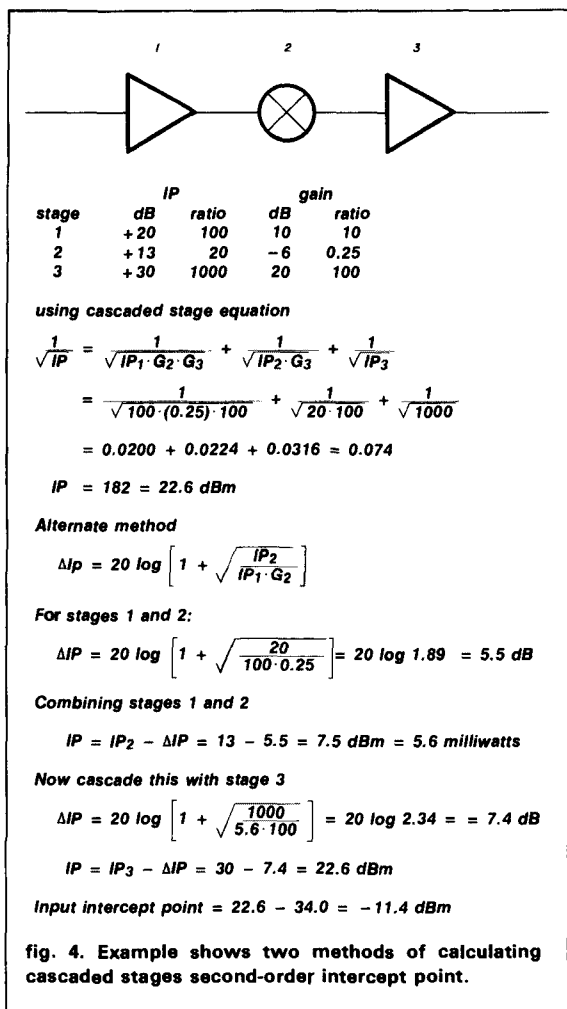 1 2 3
IP gain
stage dB ratio dB ratio
1 +20 100 10 10
2 +13 20 -6 0.25
3 +30 1000 20 100
using cascaded stage equation
1/√IP = 1/√(IP₁·G₂·G₃) + 1/√(IP₂·G₃) + 1/√IP₃
= 1/√(100·(0.25)·100) + 1/√(20·100) + 1/√1000
= 0.0200 + 0.0224 + 0.0316 = 0.074
IP = 182 = 22.6 dBm
Alternate method
ΔIp = 20 log [1 + √(IP₂/(IP₁·G₂))]
For stages 1 and 2:
ΔIP = 20 log [1 + √(20/(100·0.25))] = 20 log 1.89 = 5.5 dB
Combining stages 1 and 2
IP = IP₂ − ΔIP = 13 − 5.5 = 7.5 dBm = 5.6 milliwatts
Now cascade this with stage 3
ΔIP = 20 log [1 + √(1000/(5.6·100))] = 20 log 2.34 = = 7.4 dB
IP = IP₃ − ΔIP = 30 − 7.4 = 22.6 dBm
Input intercept point = 22.6 − 34.0 = −11.4 dBm
fig. 4. Example shows two methods of calculating
cascaded stages second-order intercept point.